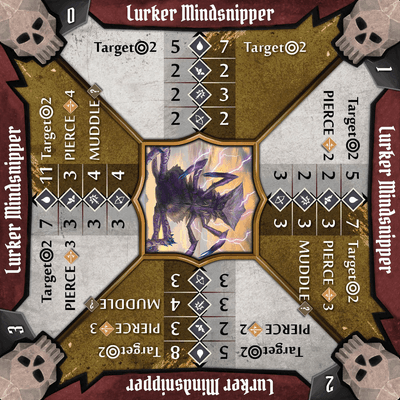 0
Lurker Mindsnipper
Target 2 5 7 Target 2
2 2
2 3
2 2
1
Lurker Mindsnipper
Target 2 5 7 Target 2
PIERCE 2 2 3 PIERCE 3
3 3 MUDDLE
3 3
2
Lurker Mindsnipper
Target 2 5 8 Target 2
PIERCE 2 2 3 PIERCE 3
3 4 MUDDLE
3 3
3
Lurker Mindsnipper
Target 2 7 11 Target 2
PIERCE 3 3 3 PIERCE 4
3 4 MUDDLE
3 4